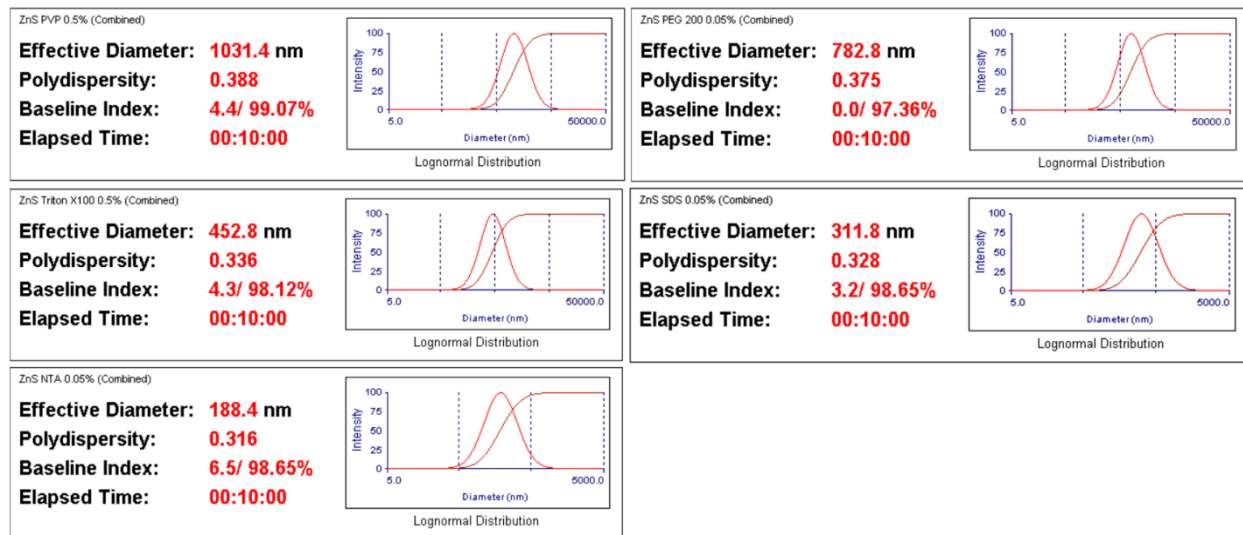 ZnS PVP 0.5% (Combined)
Effective Diameter: 1031.4 nm
Polydispersity: 0.388
Baseline Index: 4.4/ 99.07%
Elapsed Time: 00:10:00
Intensity
100
75
50
25
0
5.0 50000.0
Diameter (nm)
Lognormal Distribution
ZnS PEG 200 0.05% (Combined)
Effective Diameter: 782.8 nm
Polydispersity: 0.375
Baseline Index: 0.0/ 97.36%
Elapsed Time: 00:10:00
Intensity
100
75
50
25
0
5.0 50000.0
Diameter (nm)
Lognormal Distribution
ZnS Triton X100 0.5% (Combined)
Effective Diameter: 452.8 nm
Polydispersity: 0.336
Baseline Index: 4.3/ 98.12%
Elapsed Time: 00:10:00
Intensity
100
75
50
25
0
5.0 50000.0
Diameter (nm)
Lognormal Distribution
ZnS SDS 0.05% (Combined)
Effective Diameter: 311.8 nm
Polydispersity: 0.328
Baseline Index: 3.2/ 98.65%
Elapsed Time: 00:10:00
Intensity
100
75
50
25
0
5.0 5000.0
Diameter (nm)
Lognormal Distribution
ZnS NTA 0.05% (Combined)
Effective Diameter: 188.4 nm
Polydispersity: 0.316
Baseline Index: 6.5/ 98.65%
Elapsed Time: 00:10:00
Intensity
100
75
50
25
0
5.0 5000.0
Diameter (nm)
Lognormal Distribution